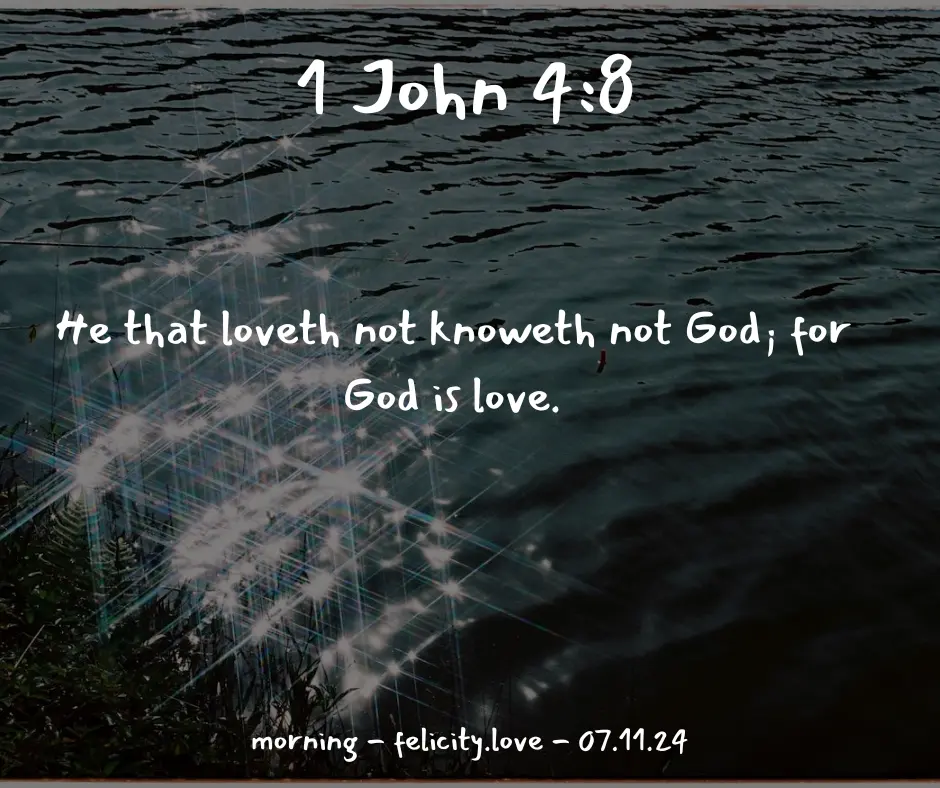 1 John 4:8
He that loveth not knoweth not God; for
God is love.
morning - felicity.love - 07.11.24